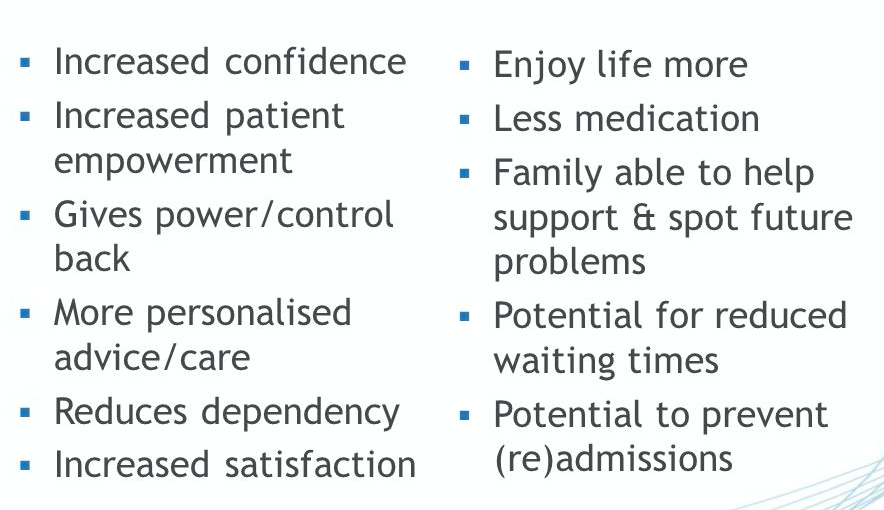 ▪ Increased confidence
▪ Increased patient
empowerment
▪ Gives power/control
back
▪ More personalised
advice/care
▪ Reduces dependency
▪ Increased satisfaction
▪ Enjoy life more
▪ Less medication
▪ Family able to help
support & spot future
problems
▪ Potential for reduced
waiting times
▪ Potential to prevent
(re)admissions